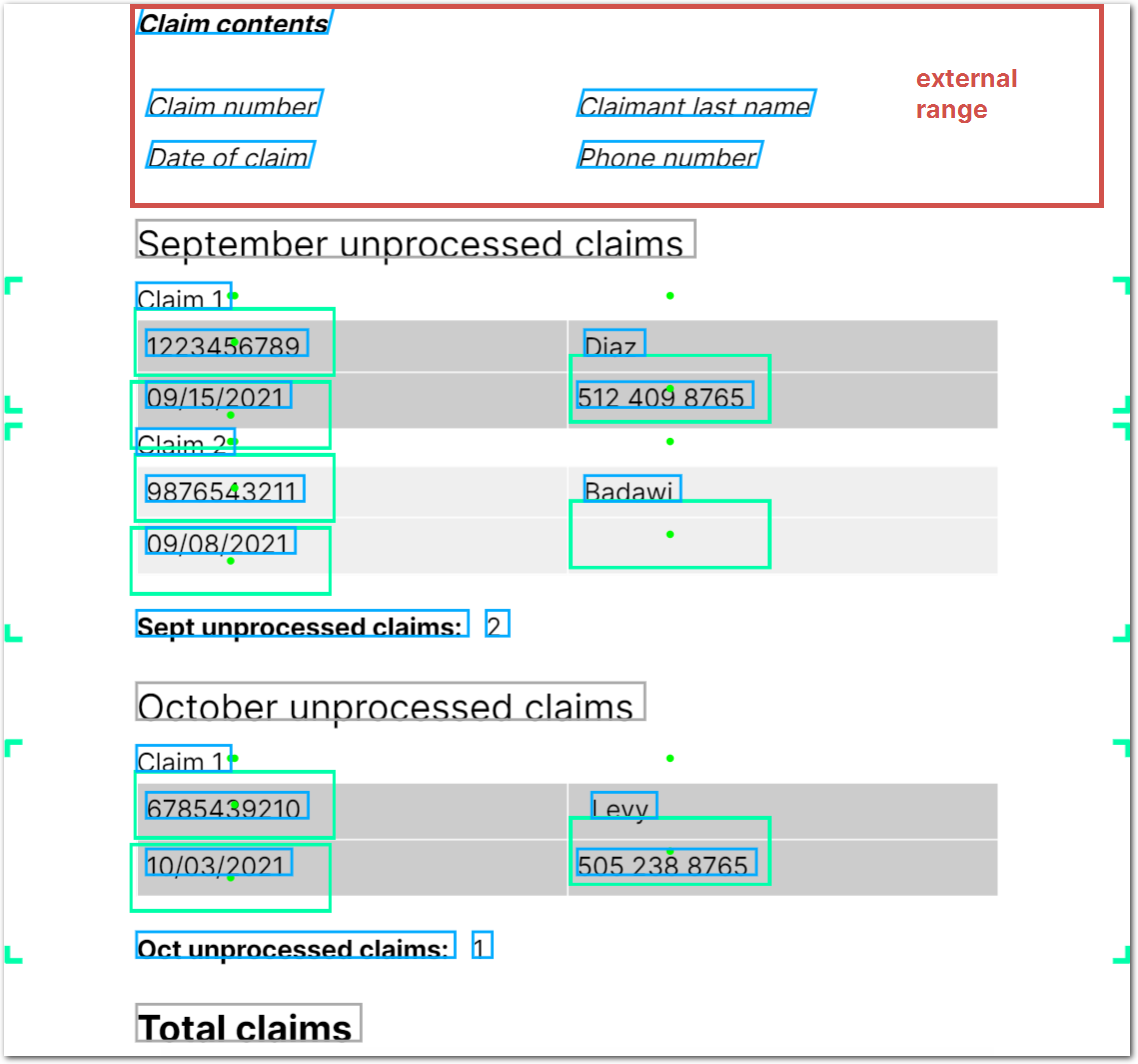 Claim contents
external
range
Claim number Claimant last name
Date of claim Phone number
September unprocessed claims
Claim 1
1223456789 Diaz
09/15/2021 512 409 8765
Claim 2
9876543211 Badawi
09/08/2021
Sept unprocessed claims: 2
October unprocessed claims
Claim 1
6785439210 Levy
10/03/2021 505 238 8765
Oct unprocessed claims: 1
Total claims